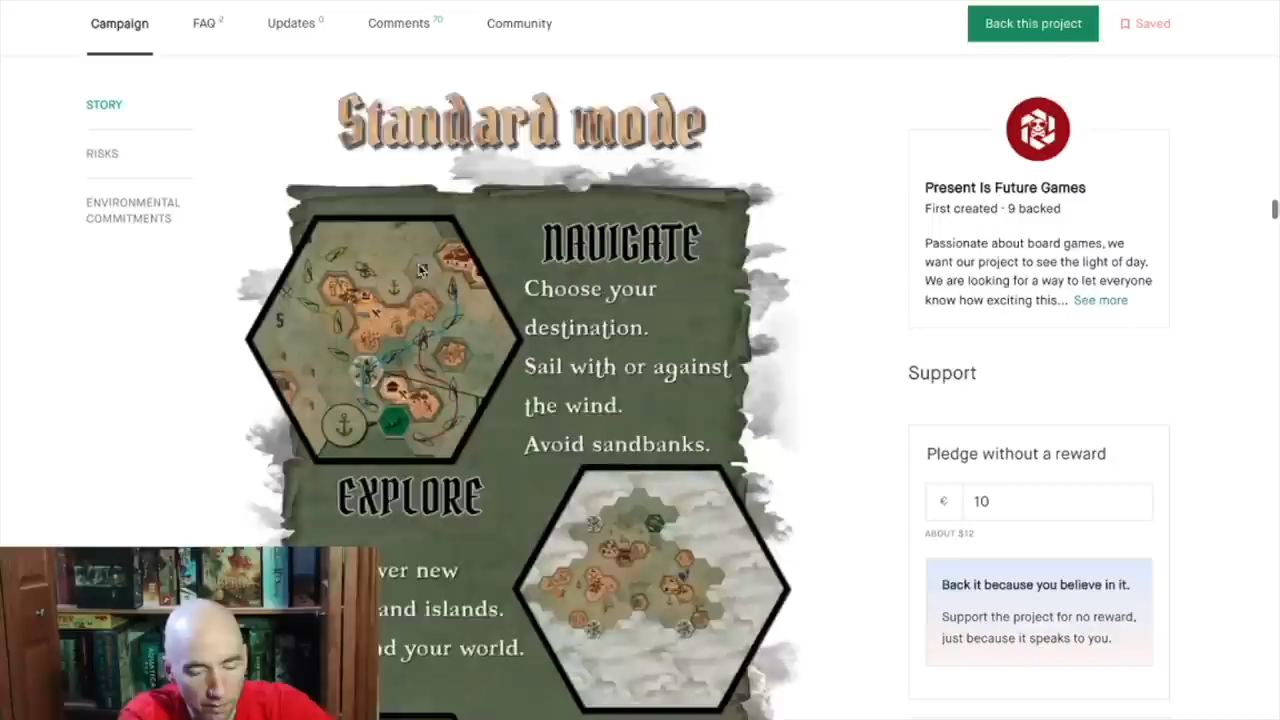 Campaign
FAQ 2
Updates 0
Comments 70
Community
Back this project
Saved
STORY
RISKS
ENVIRONMENTAL
COMMITMENTS
Standard mode
NAVIGATE
Choose your
destination.
Sail with or against
the wind.
Avoid sandbanks.
5
EXPLORE
ver new
and islands.
d your world.
Present Is Future Games
First created · 9 backed
Passionate about board games, we
want our project to see the light of day.
We are looking for a way to let everyone
know how exciting this... See more
Support
Pledge without a reward
€ 10
ABOUT $12
Back it because you believe in it.
Support the project for no reward,
just because it speaks to you.